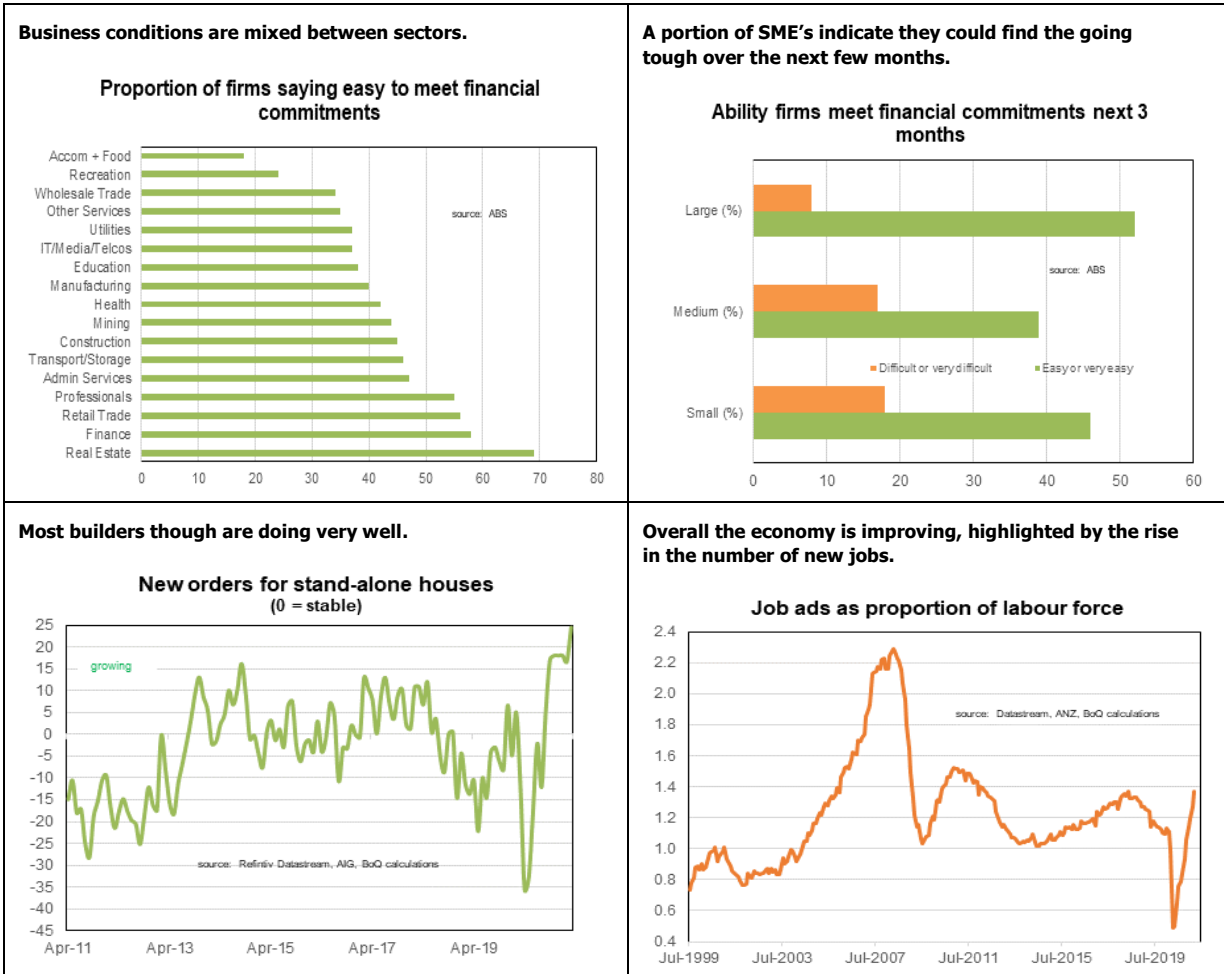 Business conditions are mixed between sectors.
Proportion of firms saying easy to meet financial
commitments
Accom + Food
Recreation
Wholesale Trade
Other Services
source: ABS
Utilities
IT/Media/Telcos
Education
Manufacturing
Health
Mining
Construction
Transport/Storage
Admin Services
Professionals
Retail Trade
Finance
Real Estate
0 10 20 30 40 50 60 70 80
A portion of SME's indicate they could find the going
tough over the next few months.
Ability firms meet financial commitments next 3
months
Large (%)
source: ABS
Medium (%)
Difficult or very difficult Easy or very easy
Small (%)
0 10 20 30 40 50 60
Most builders though are doing very well.
New orders for stand-alone houses
(0 = stable)
25
20
15
growing
10
5
0
-5
-10
-15
-20
-25
-30
source: Refintiv Datastream, AIG, BoQ calculations
-35
-40
-45
Apr-11 Apr-13 Apr-15 Apr-17 Apr-19
Overall the economy is improving, highlighted by the rise
in the number of new jobs.
Job ads as proportion of labour force
2.4
2.2
2.0
1.8
source: Datastream, ANZ, BoQ calculations
1.6
1.4
1.2
1.0
0.8
0.6
0.4
Jul-1999 Jul-2003 Jul-2007 Jul-2011 Jul-2015 Jul-2019